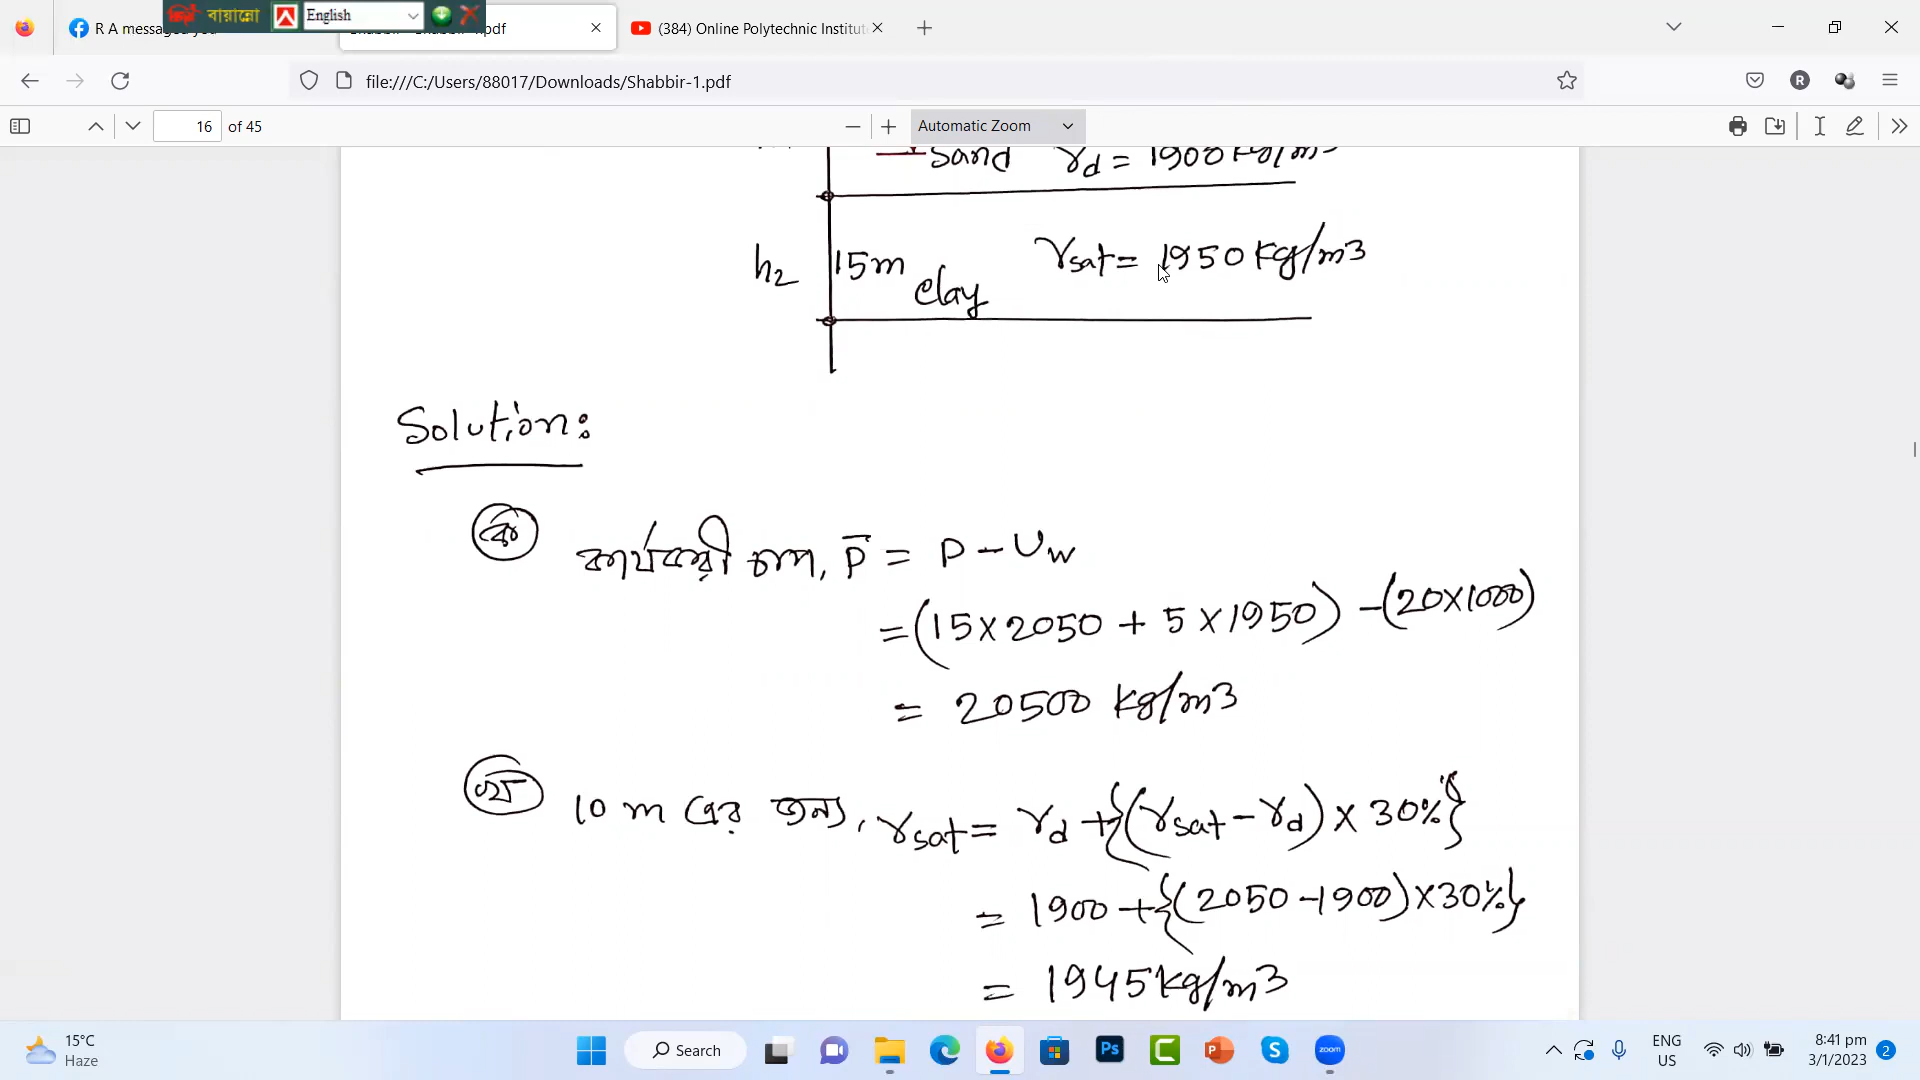 বায়ান্নো English
R A messaged you
(384) Online Polytechnic Institut
file:///C:/Users/88017/Downloads/Shabbir-1.pdf
16 of 45 Automatic Zoom
Sand γd = 1900 kg/m3
h2 15m clay γsat = 1950 kg/m3
Solution:
ক কার্যকরী চাপ, P̅ = P - Uw
= (15×2050 + 5×1950) - (20×1000)
= 20500 kg/m3
খ 10 m এর জন্য, γsat = γd + {(γsat - γd) × 30%}
= 1900 + {(2050 - 1900) × 30%}
= 1945 kg/m3
15°C
Haze
Search
Ps
zoom
ENG
US
8:41 pm
3/1/2023
2